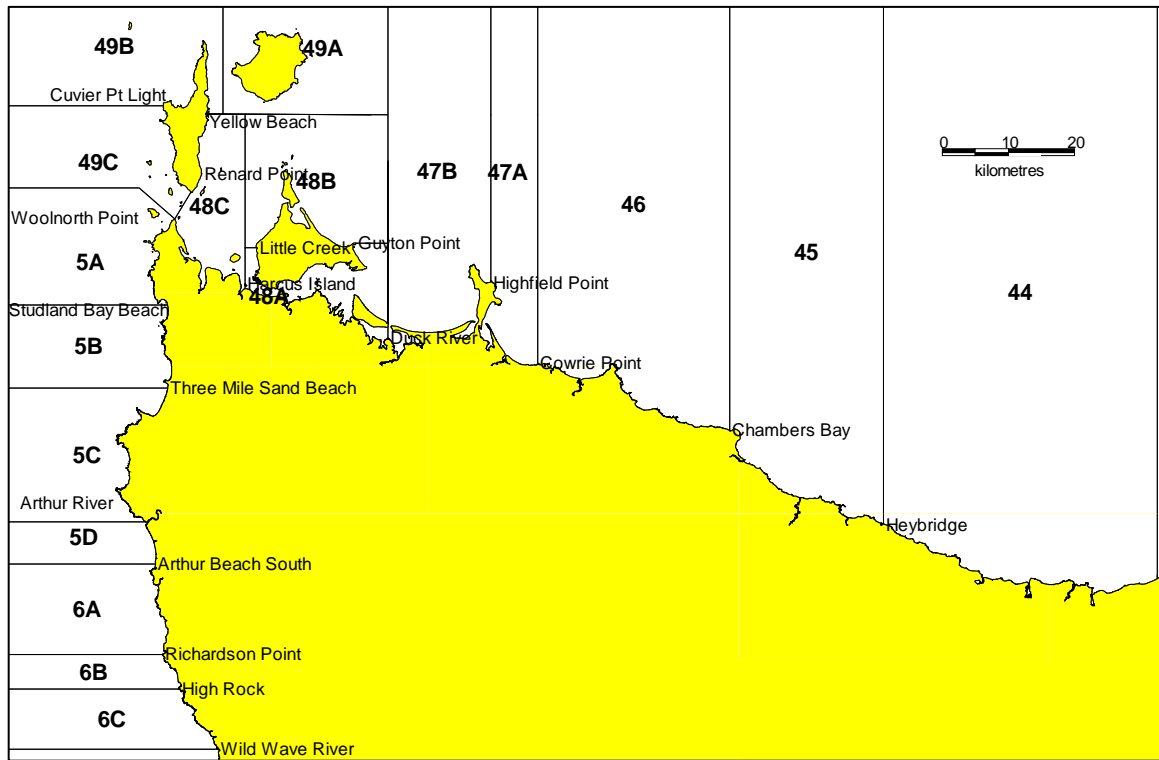 49B
49A
Cuvier Pt Light
Yellow Beach
0 10 20
kilometres
49C
Renard Point
48B
47B
47A
46
48C
Woolnorth Point
5A
Little Creek
Guyton Point
45
Harcus Island
48A
Highfield Point
44
Studland Bay Beach
5B
Duck River
Cowrie Point
Three Mile Sand Beach
Chambers Bay
5C
Arthur River
Heybridge
5D
Arthur Beach South
6A
Richardson Point
6B
High Rock
6C
Wild Wave River